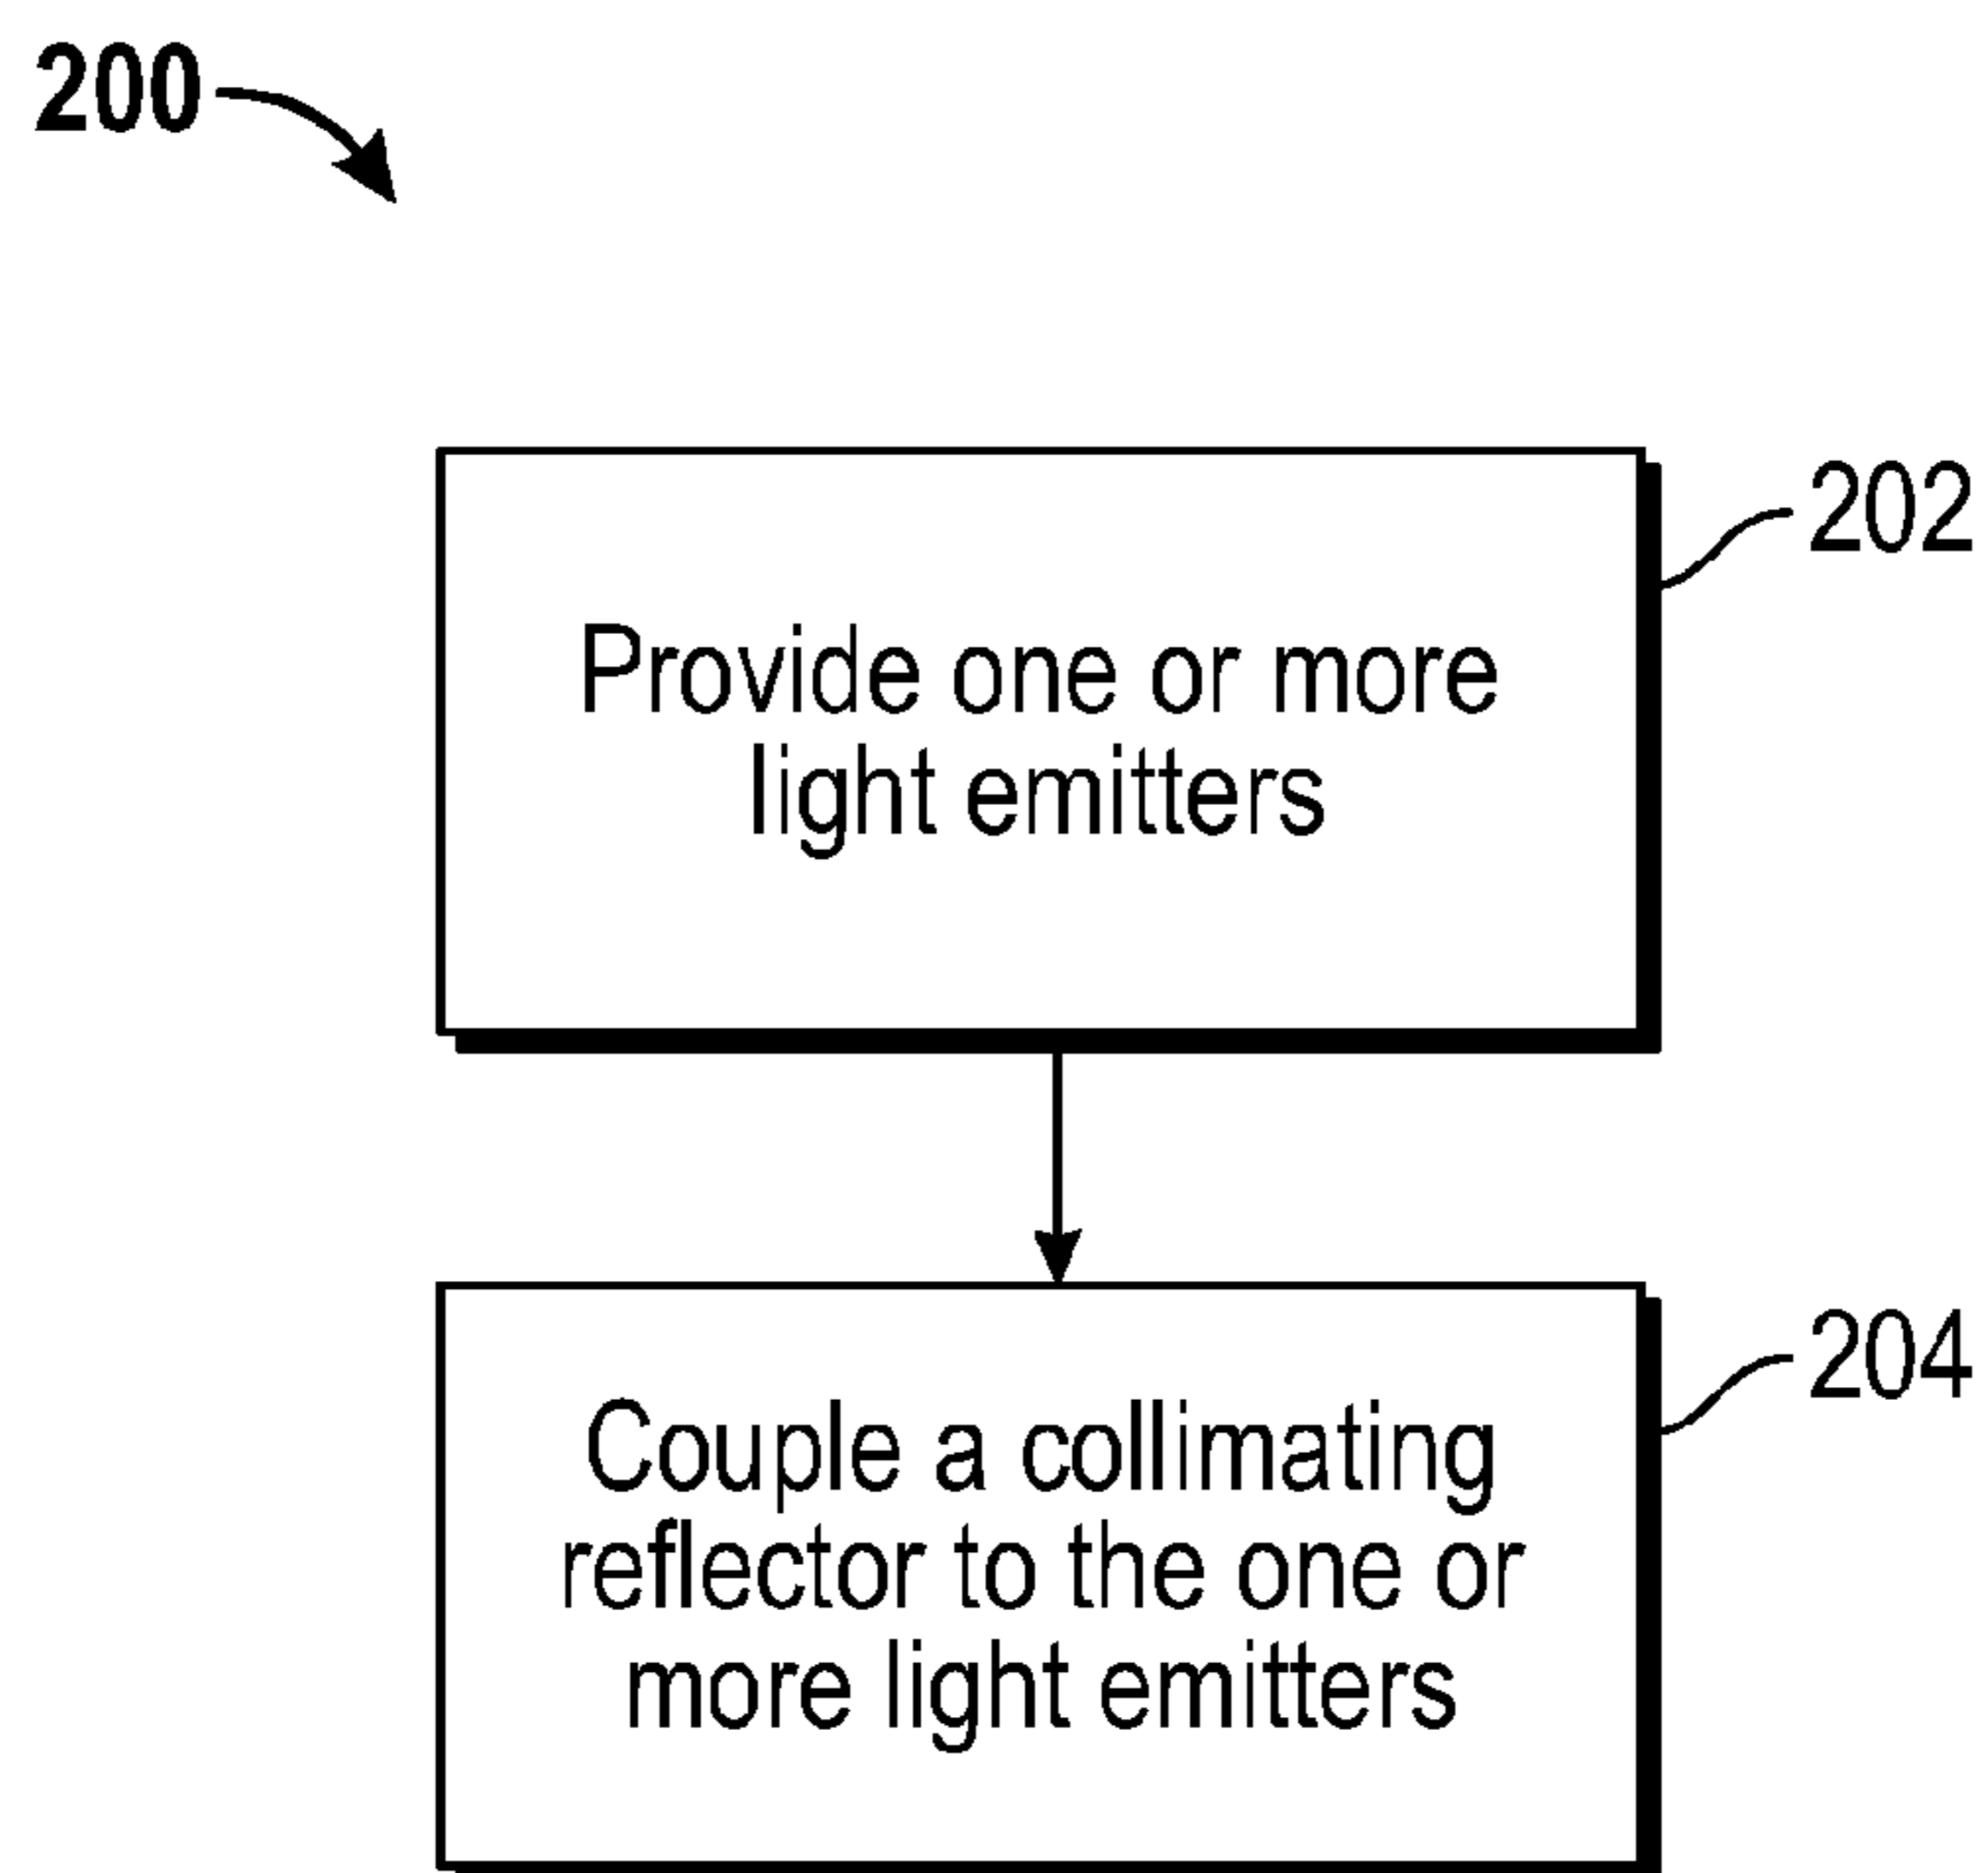 200
202
Provide one or more
light emitters
204
Couple a collimating
reflector to the one or
more light emitters